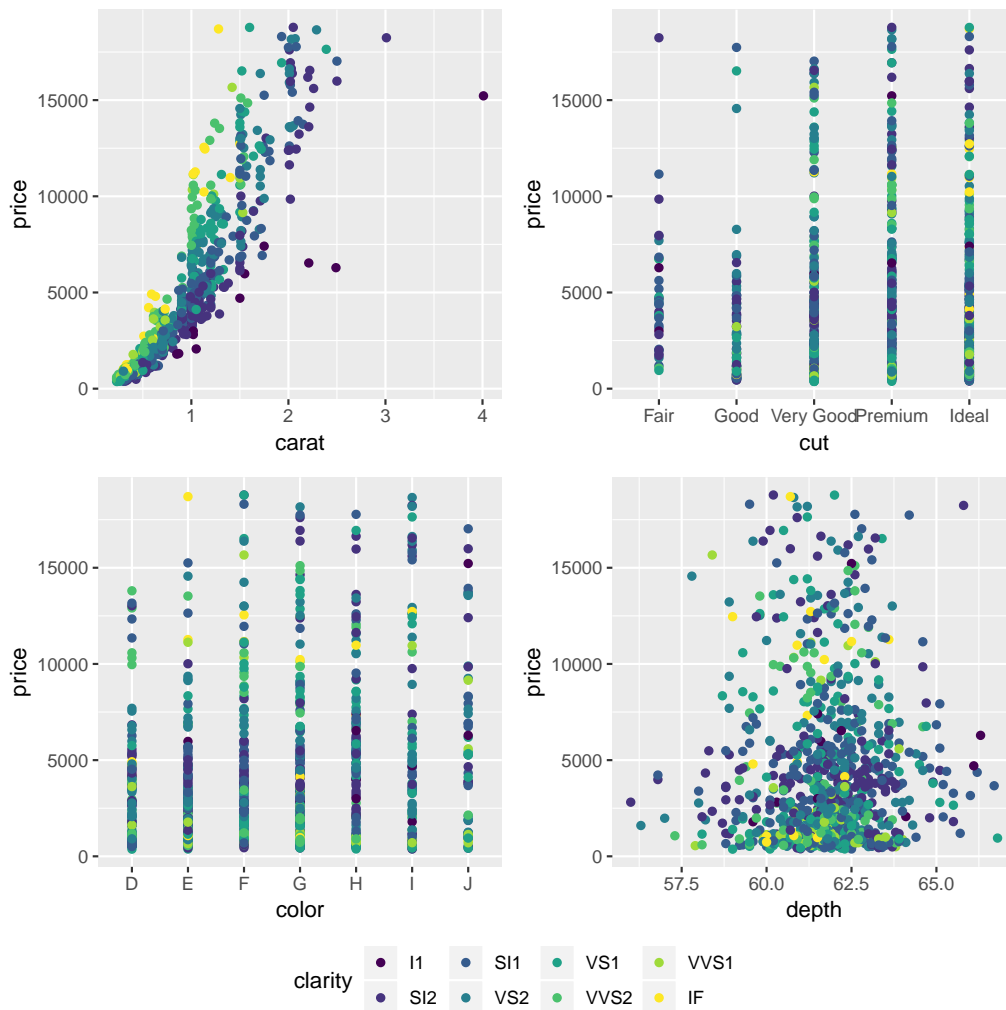 price
15000
10000
5000
0
1 2 3 4
carat
price
15000
10000
5000
0
Fair Good Very Good Premium Ideal
cut
price
15000
10000
5000
0
D E F G H I J
color
price
15000
10000
5000
0
57.5 60.0 62.5 65.0
depth
clarity
I1 SI1 VS1 VVS1
SI2 VS2 VVS2 IF